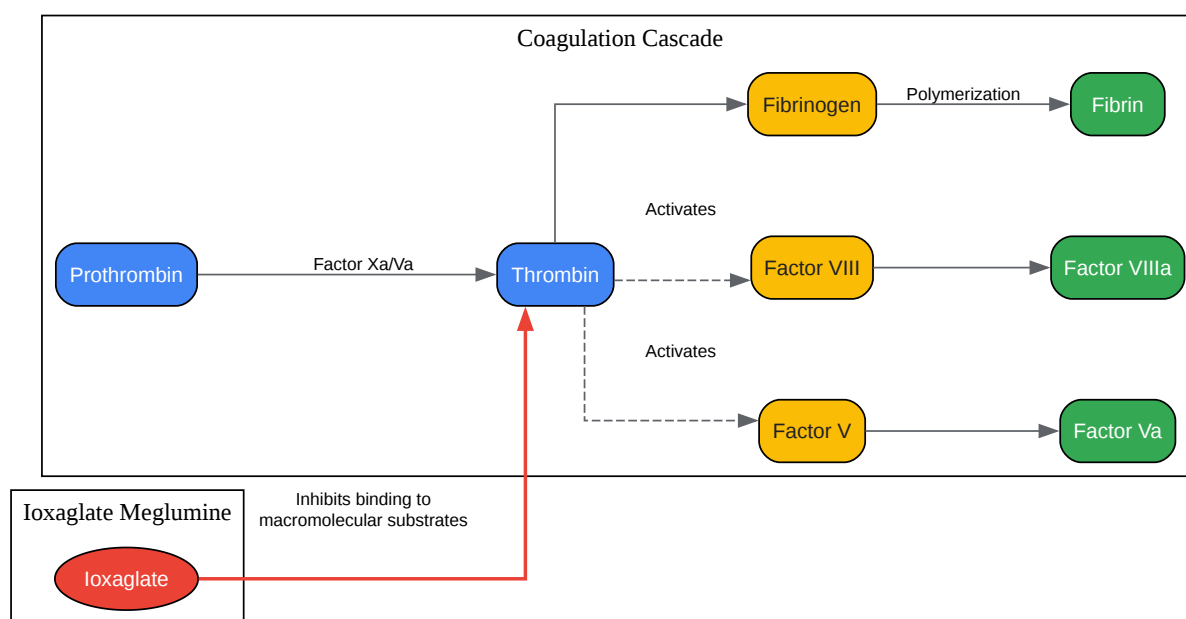 Coagulation Cascade
Fibrinogen
Polymerization
Fibrin
Activates
Prothrombin
Factor Xa/Va
Thrombin
Factor VIII
Factor VIIIa
Activates
Factor V
Factor Va
Ioxaglate Meglumine
Inhibits binding to
macromolecular substrates
Ioxaglate